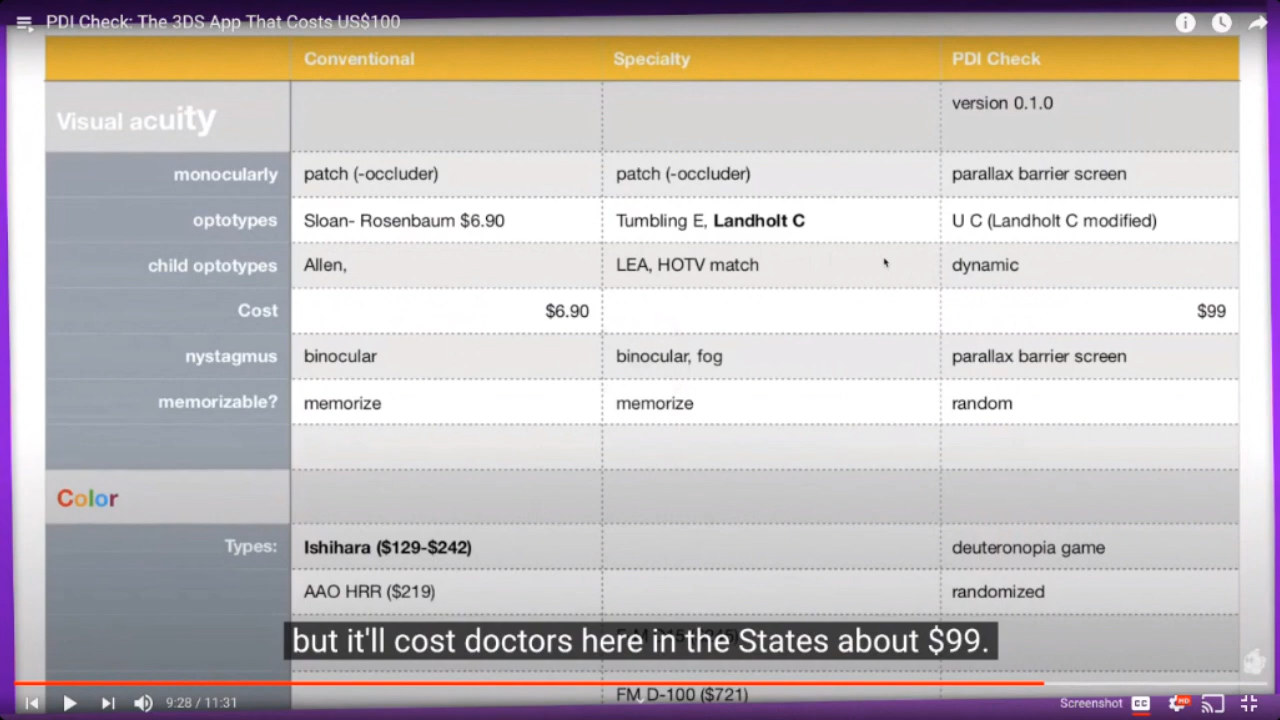 PDI Check: The 3DS App That Costs US$100
Conventional Specialty PDI Check
Visual acuity version 0.1.0
monocularly patch (-occluder) patch (-occluder) parallax barrier screen
optotypes Sloan- Rosenbaum $6.90 Tumbling E, Landholt C U C (Landholt C modified)
child optotypes Allen, LEA, HOTV match dynamic
Cost $6.90 $99
nystagmus binocular binocular, fog parallax barrier screen
memorizable? memorize memorize random
Color
Types: Ishihara ($129-$242) deuteronopia game
AAO HRR ($219) randomized
but it'll cost doctors here in the States about $99.
FM D-100 ($721)
9:28 / 11:31 Screenshot CC HD